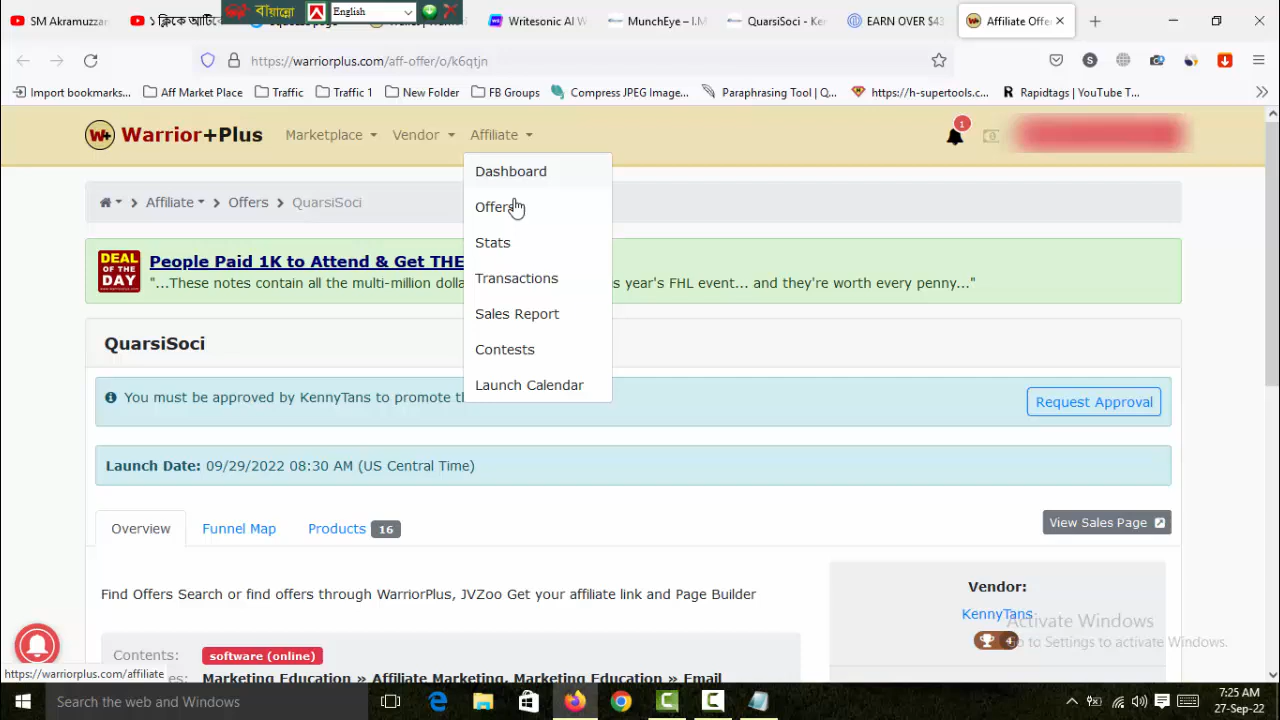 SM Akramuzzar
১ ক্লিকে আর্টি
বায়ান্নো
English
Writesonic AI W
MunchEye – I.M
QuarsiSoci - Re
EARN OVER $43
Affiliate Offe
https://warriorplus.com/aff-offer/o/k6qtjn
Import bookmarks...
Aff Market Place
Traffic
Traffic 1
New Folder
FB Groups
Compress JPEG Image...
Paraphrasing Tool | Q...
https://h-supertools.c...
Rapidtags | YouTube T...
W+ Warrior+Plus
Marketplace
Vendor
Affiliate
1
Dashboard
Offers
Stats
Transactions
Sales Report
Contests
Launch Calendar
Affiliate
Offers
QuarsiSoci
DEAL OF THE DAY
People Paid 1K to Attend & Get THE
"...These notes contain all the multi-million dolla s year's FHL event... and they're worth every penny..."
QuarsiSoci
You must be approved by KennyTans to promote th
Request Approval
Launch Date: 09/29/2022 08:30 AM (US Central Time)
Overview
Funnel Map
Products 16
View Sales Page
Find Offers Search or find offers through WarriorPlus, JVZoo Get your affiliate link and Page Builder
Vendor:
KennyTans
4
Activate Windows
Go to Settings to activate Windows.
Contents: software (online)
Marketing Education » Affiliate Marketing, Marketing Education » Email
https://warriorplus.com/affiliate
Search the web and Windows
7:25 AM
27-Sep-22